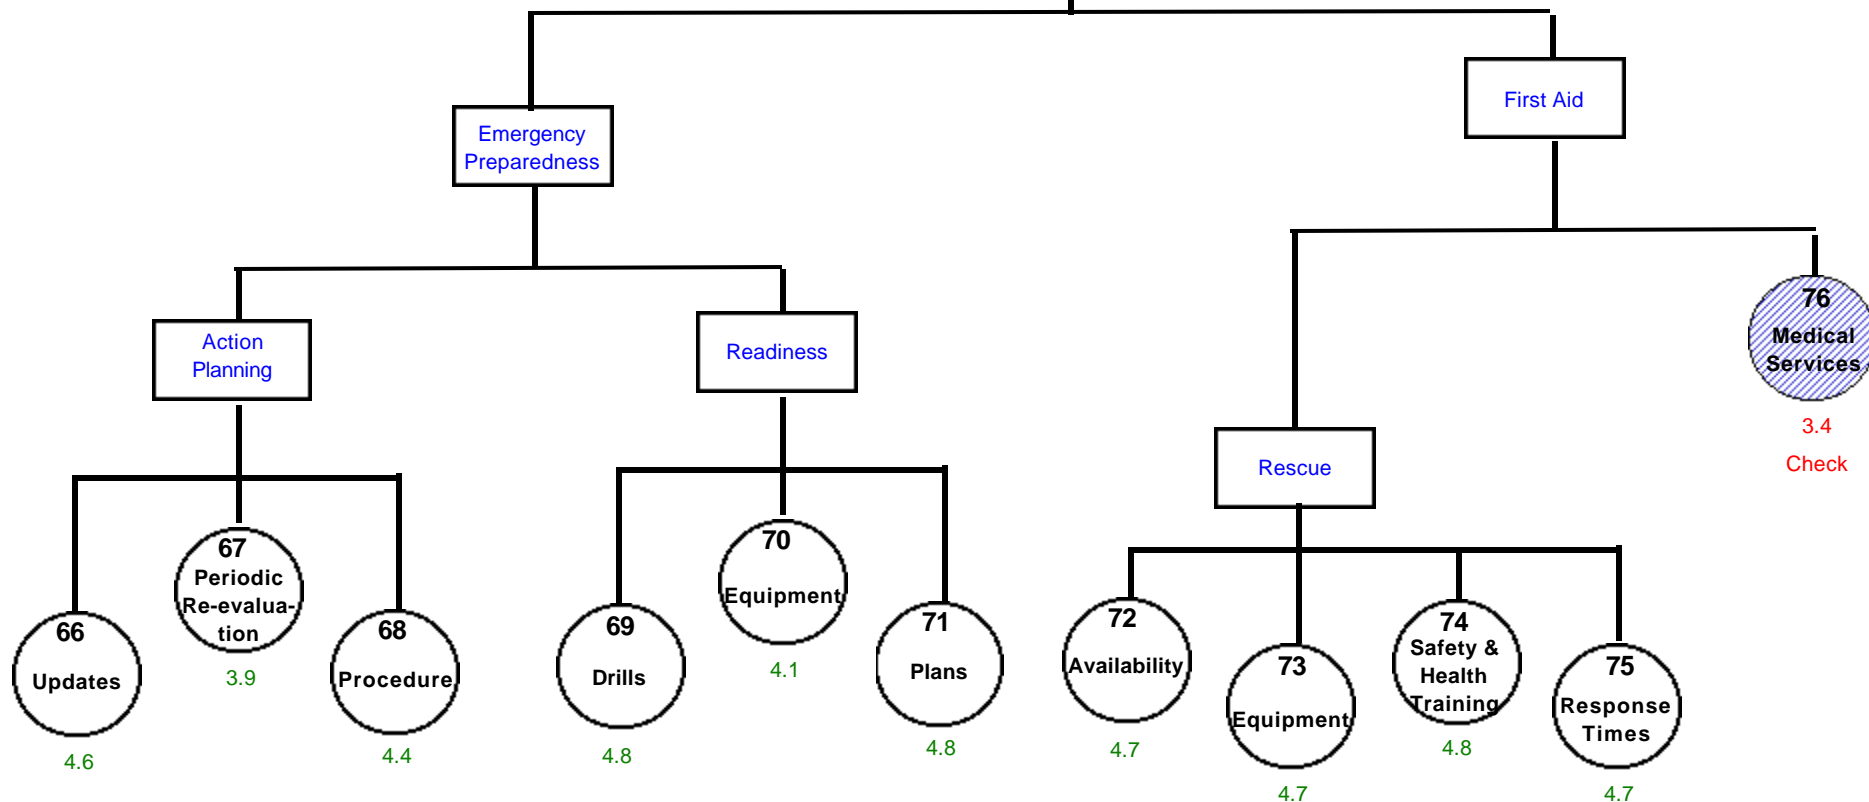 First Aid
Emergency
Preparedness
Action
Planning
Readiness
76
Medical
Services
3.4
Check
Rescue
66
Updates
4.6
67
Periodic
Re-evalua-
tion
3.9
68
Procedure
4.4
69
Drills
4.8
70
Equipment
4.1
71
Plans
4.8
72
Availability
4.7
73
Equipment
4.7
74
Safety &
Health
Training
4.8
75
Response
Times
4.7